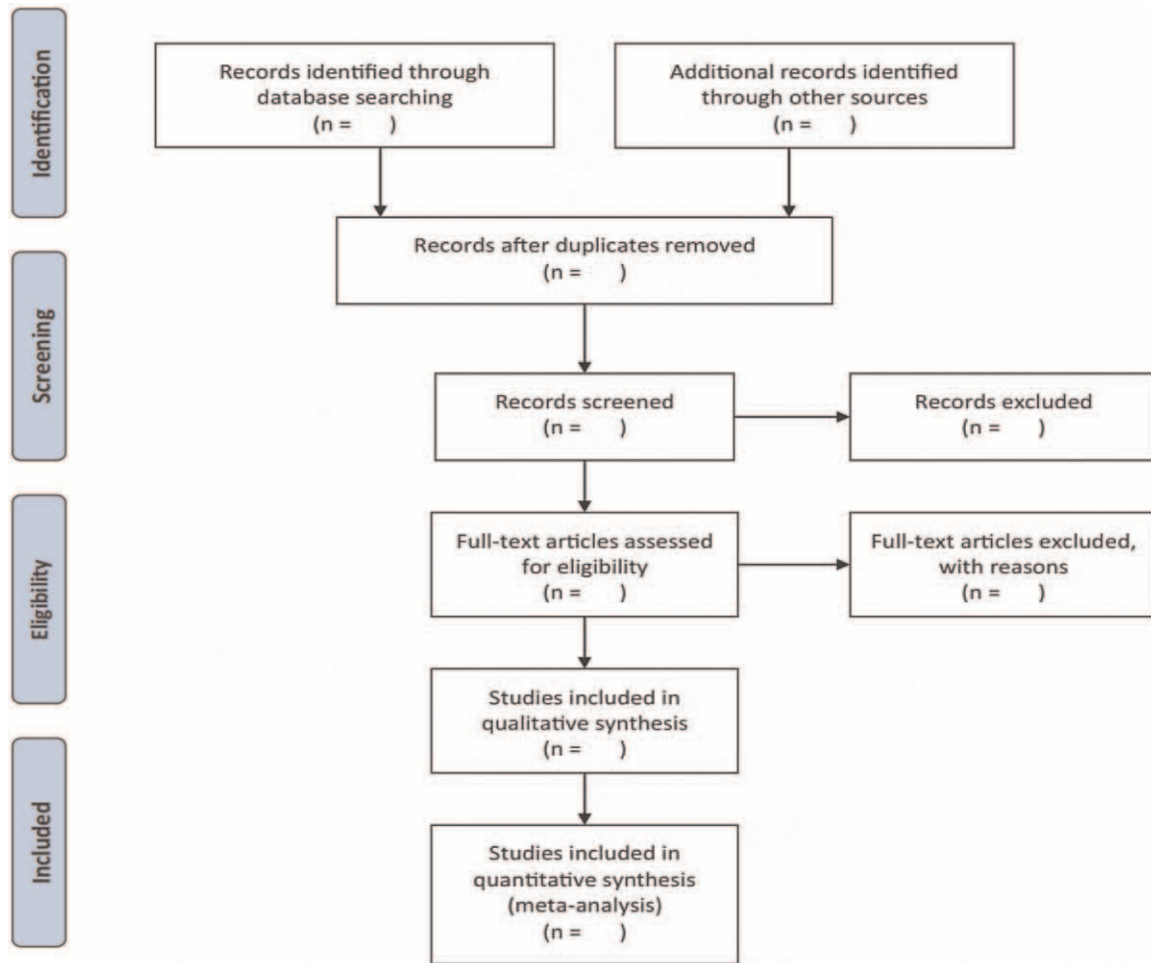 Identification
Records identified through
database searching
(n =      )
Additional records identified
through other sources
(n =      )
Records after duplicates removed
(n =      )
Screening
Records screened
(n =      )
Records excluded
(n =      )
Eligibility
Full-text articles assessed
for eligibility
(n =      )
Full-text articles excluded,
with reasons
(n =      )
Studies included in
qualitative synthesis
(n =      )
Included
Studies included in
quantitative synthesis
(meta-analysis)
(n =      )